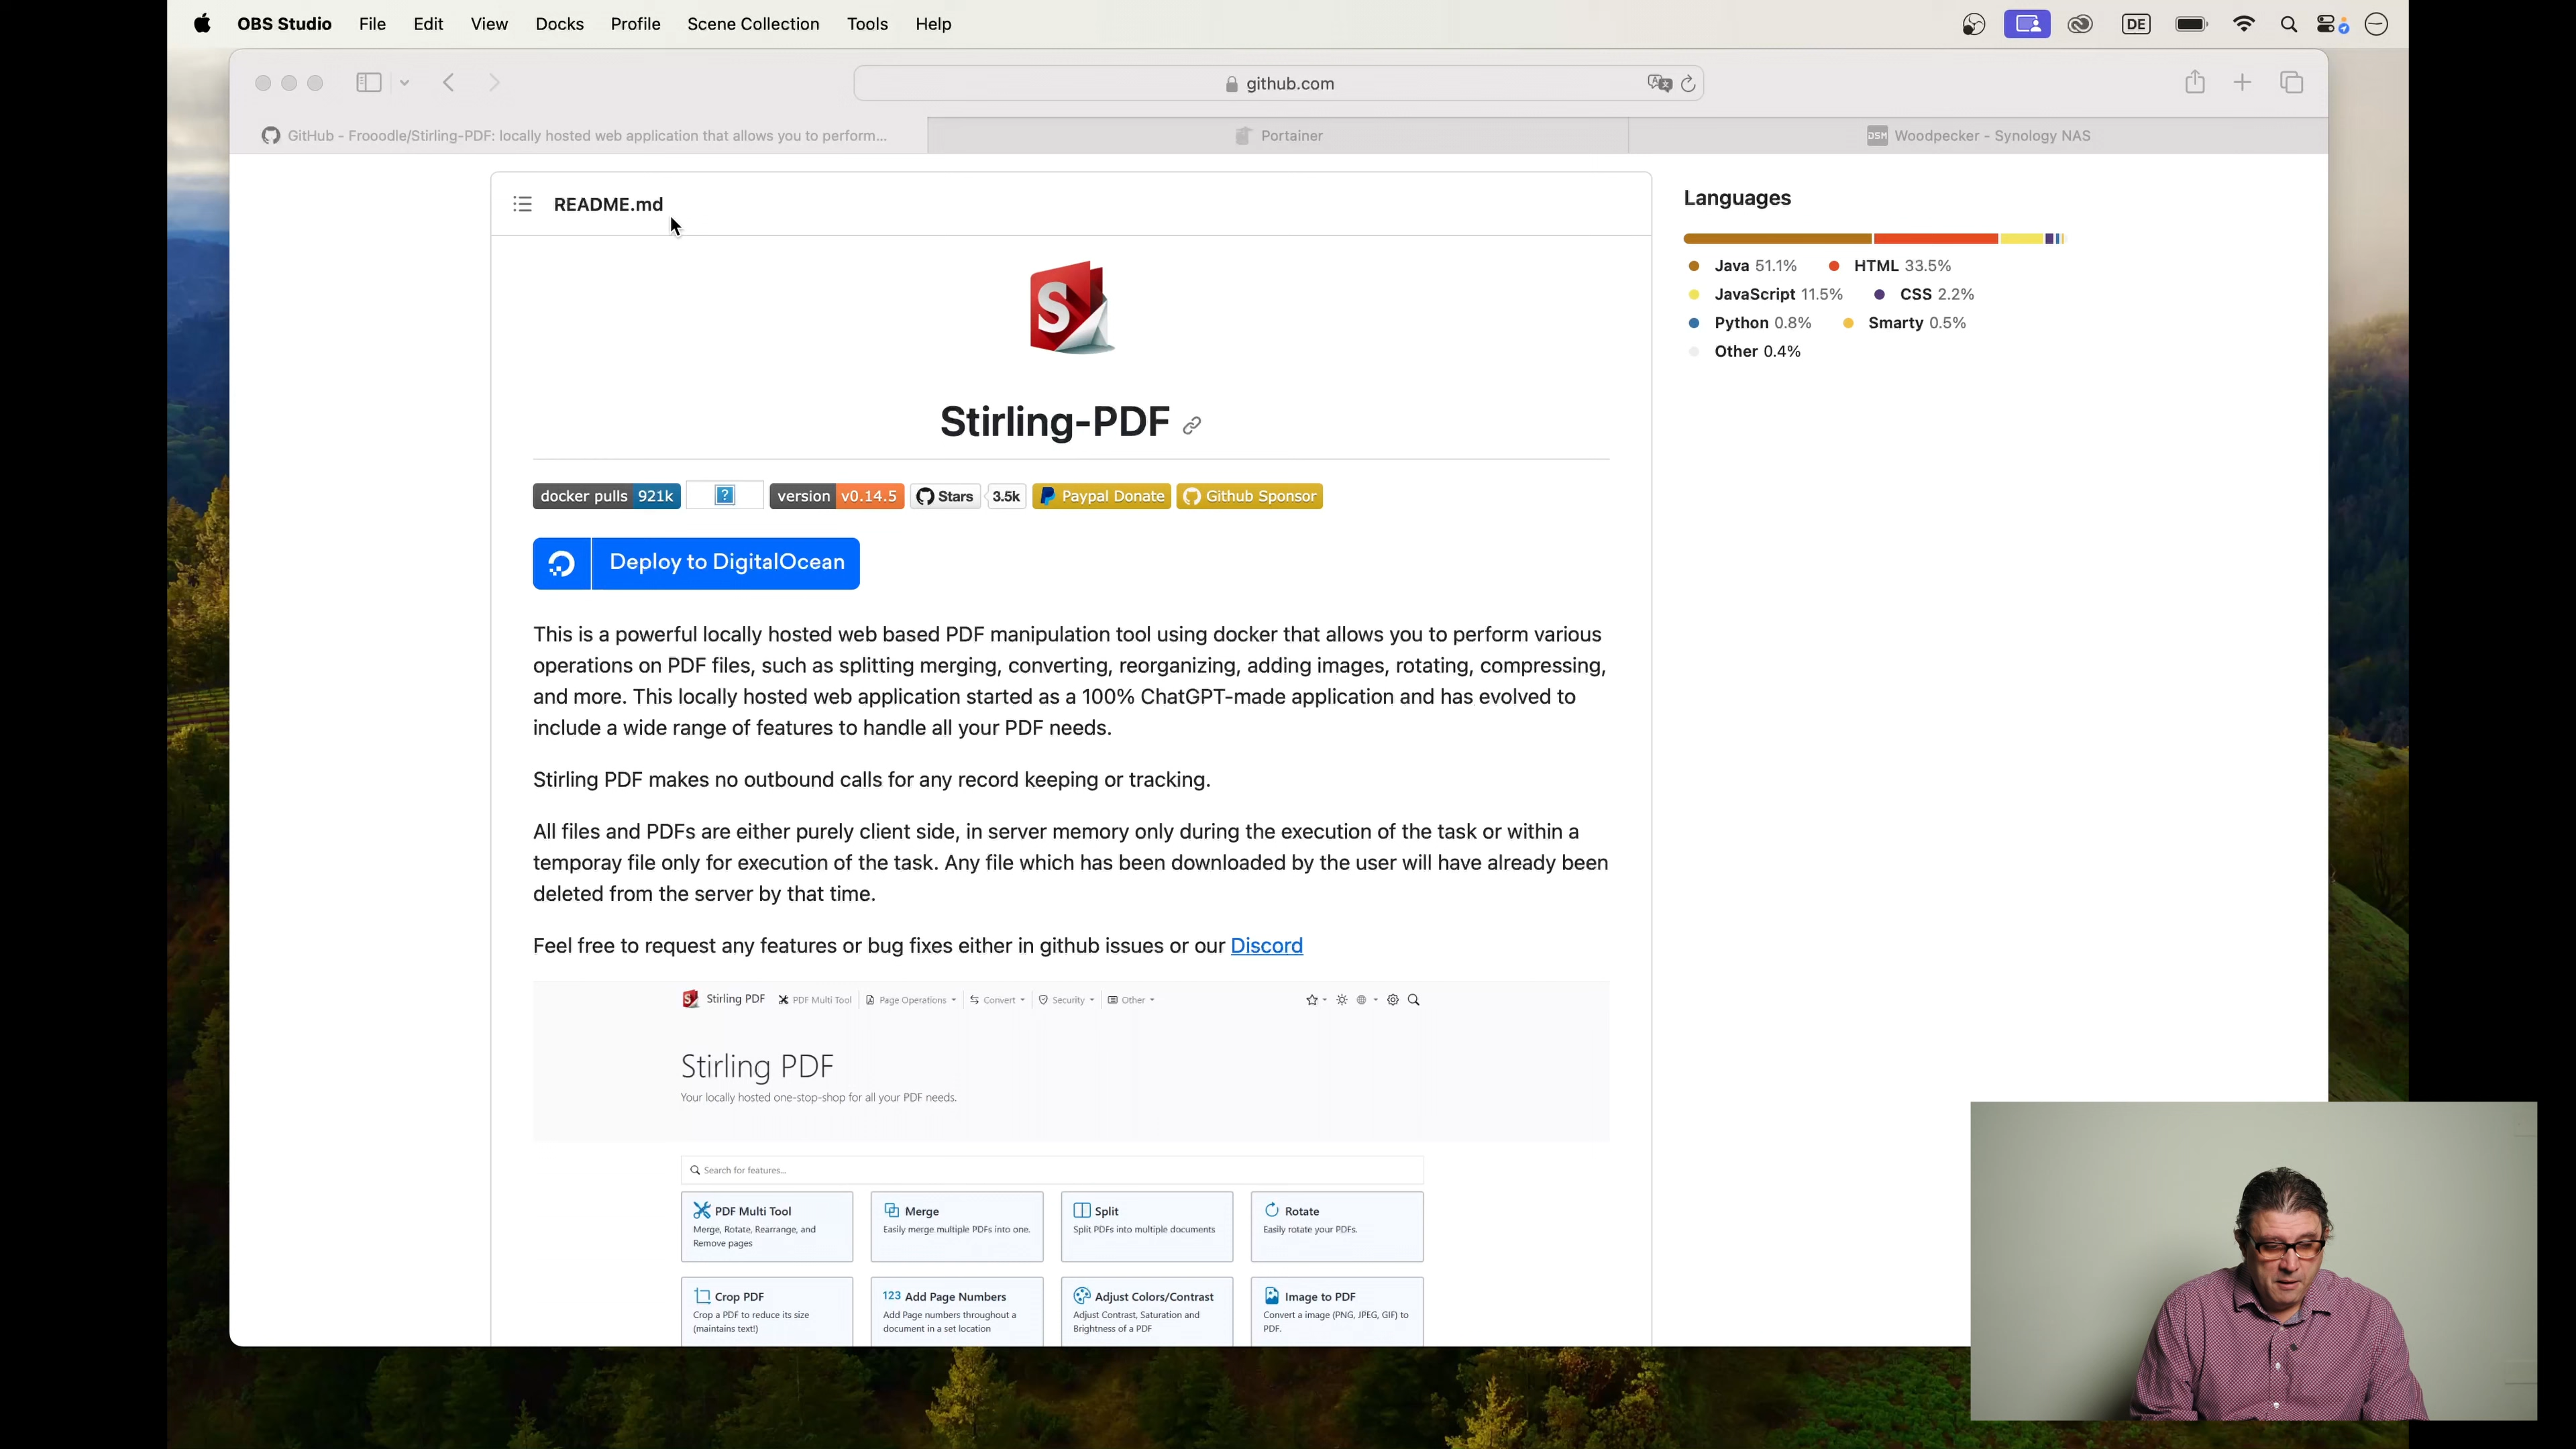 OBS Studio File Edit View Docks Profile Scene Collection Tools Help DE
github.com
GitHub - Frooodle/Stirling-PDF: locally hosted web application that allows you to perform...
Portainer
DSM Woodpecker - Synology NAS
README.md
Stirling-PDF
docker pulls 921k
version v0.14.5
Stars 3.5k
Paypal Donate
Github Sponsor
Deploy to DigitalOcean
This is a powerful locally hosted web based PDF manipulation tool using docker that allows you to perform various
operations on PDF files, such as splitting merging, converting, reorganizing, adding images, rotating, compressing,
and more. This locally hosted web application started as a 100% ChatGPT-made application and has evolved to
include a wide range of features to handle all your PDF needs.
Stirling PDF makes no outbound calls for any record keeping or tracking.
All files and PDFs are either purely client side, in server memory only during the execution of the task or within a
temporay file only for execution of the task. Any file which has been downloaded by the user will have already been
deleted from the server by that time.
Feel free to request any features or bug fixes either in github issues or our Discord
Stirling PDF PDF Multi Tool Page Operations Convert Security Other
Stirling PDF
Your locally hosted one-stop-shop for all your PDF needs.
Search for features...
PDF Multi Tool
Merge, Rotate, Rearrange, and
Remove pages
Merge
Easily merge multiple PDFs into one.
Split
Split PDFs into multiple documents
Rotate
Easily rotate your PDFs.
Crop PDF
Crop a PDF to reduce its size
(maintains text!)
123 Add Page Numbers
Add Page numbers throughout a
document in a set location
Adjust Colors/Contrast
Adjust Contrast, Saturation and
Brightness of a PDF
Image to PDF
Convert a image (PNG, JPEG, GIF) to
PDF.
Languages
Java 51.1% HTML 33.5%
JavaScript 11.5% CSS 2.2%
Python 0.8% Smarty 0.5%
Other 0.4%